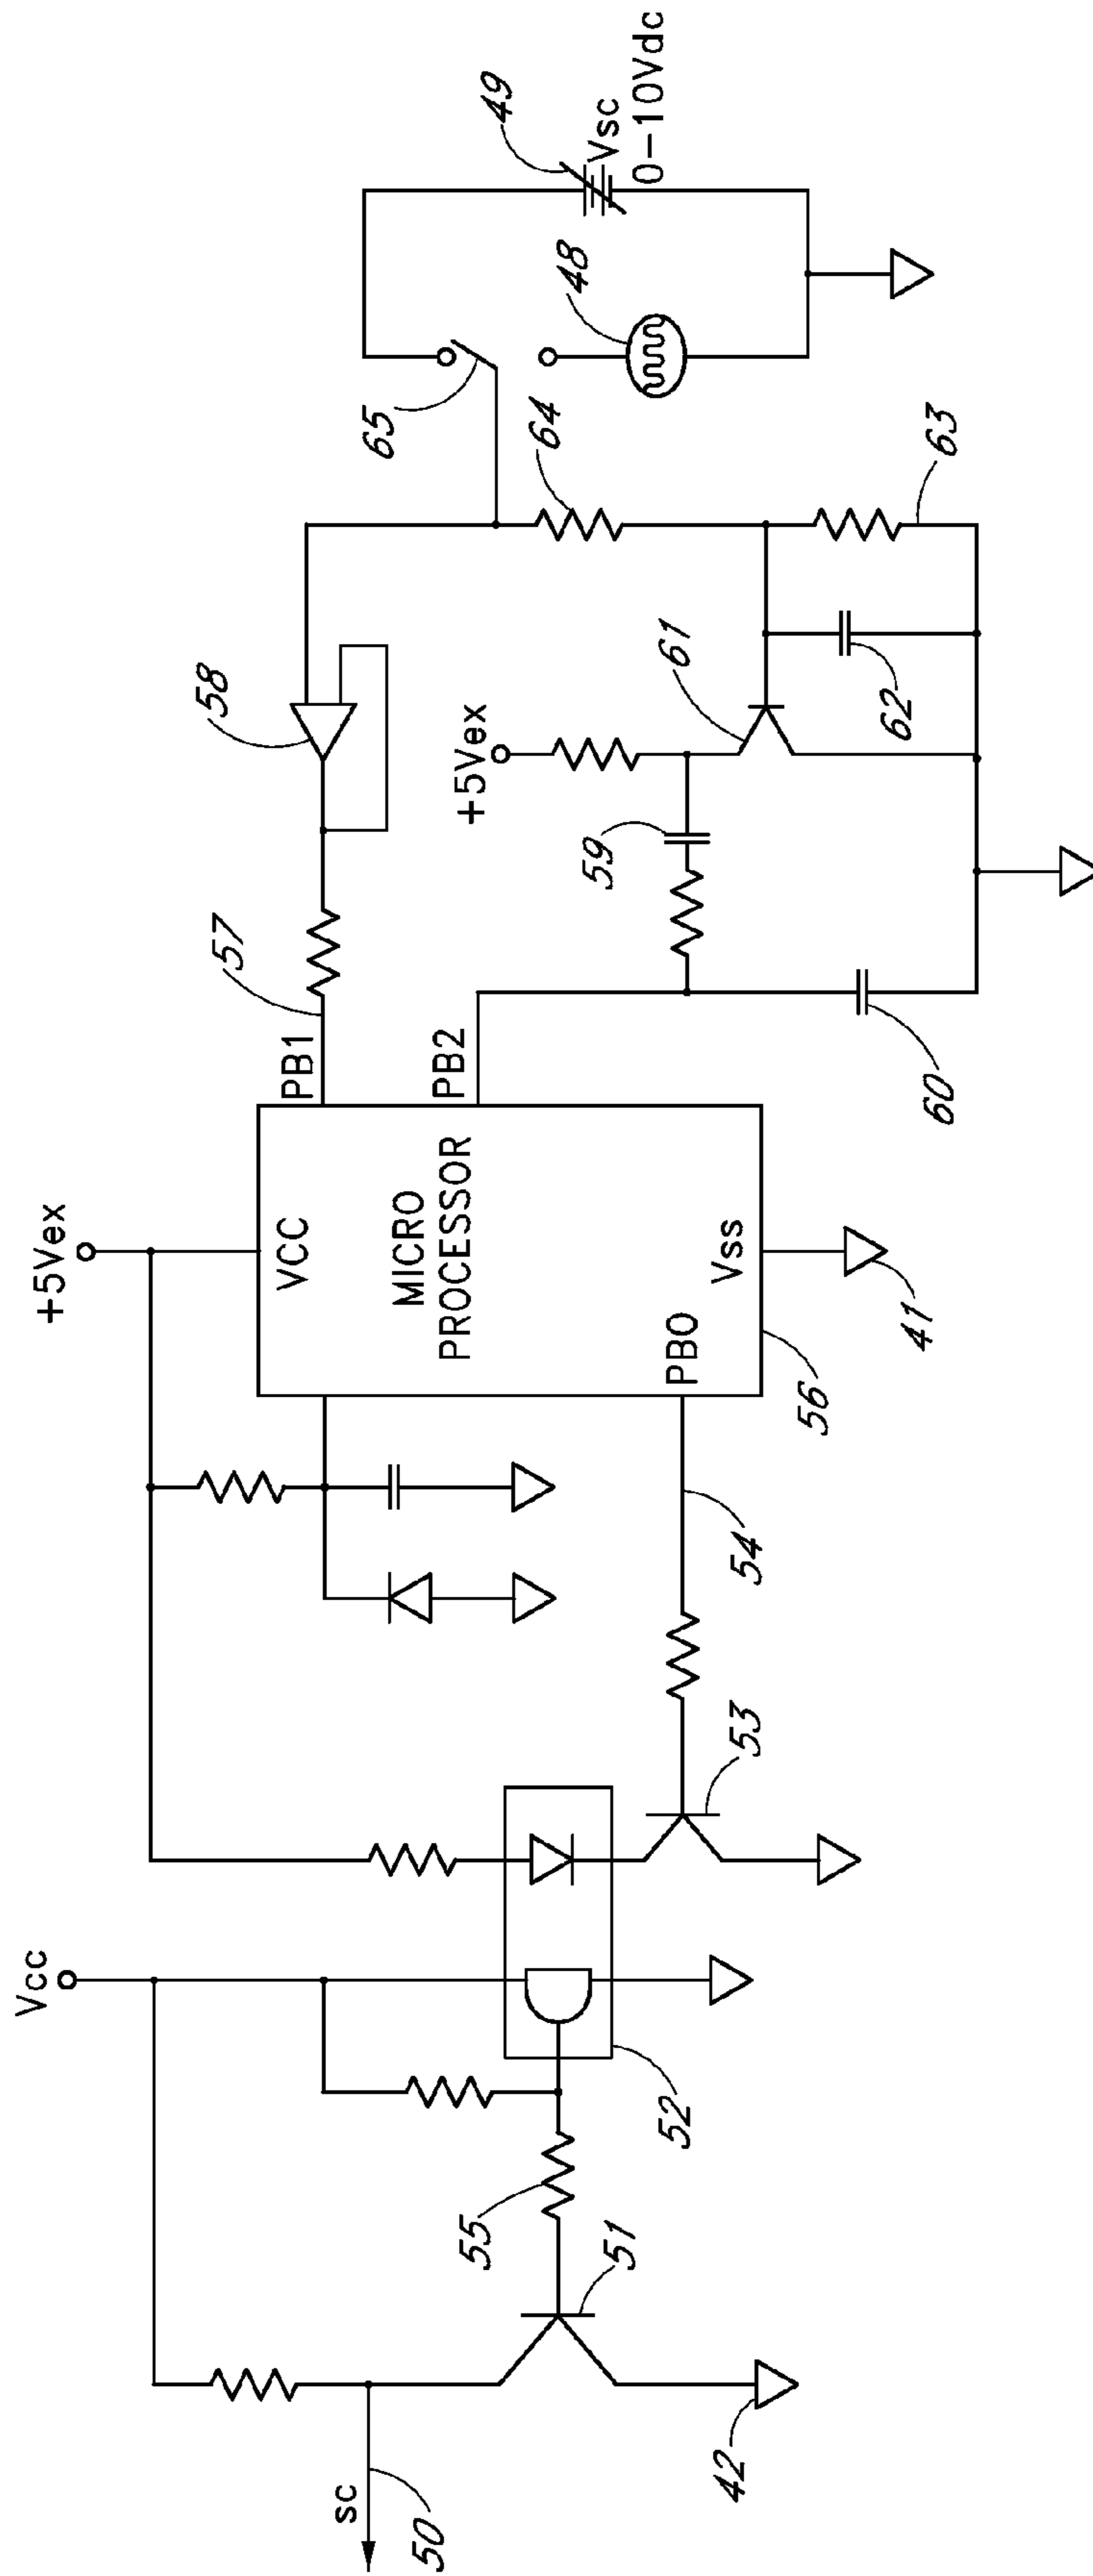 Vcc
+5Vex
VCC
MICRO
PROCESSOR
PB1
PB2
PB0
Vss
+5Vex
sc
Vsc
0-10Vdc
50
42
51
55
52
53
54
56
41
57
58
59
60
61
62
63
64
65
48
49